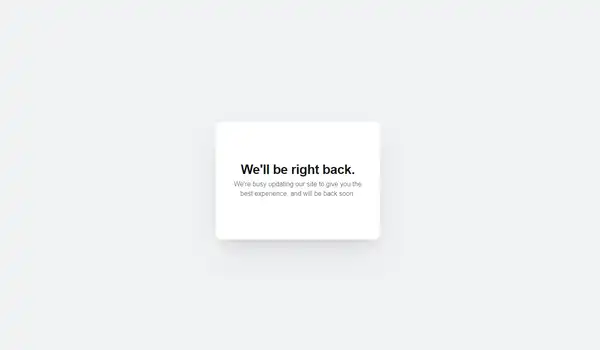 We'll be right back.
We're busy updating our site to give you the
best experience, and will be back soon